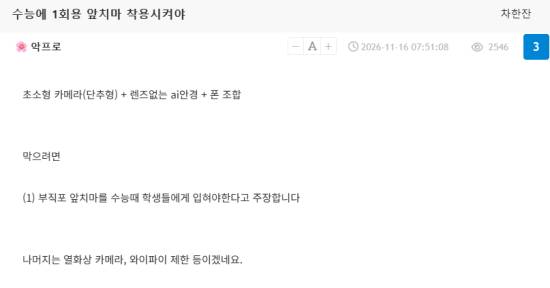 수능에 1회용 앞치마 착용시켜야
차한잔
악프로
- A +
2026-11-16 07:51:08
2546
3
초소형 카메라(단추형) + 렌즈없는 ai안경 + 폰 조합
막으려면
(1) 부직포 앞치마를 수능때 학생들에게 입혀야한다고 주장합니다
나머지는 열화상 카메라, 와이파이 제한 등이겠네요.